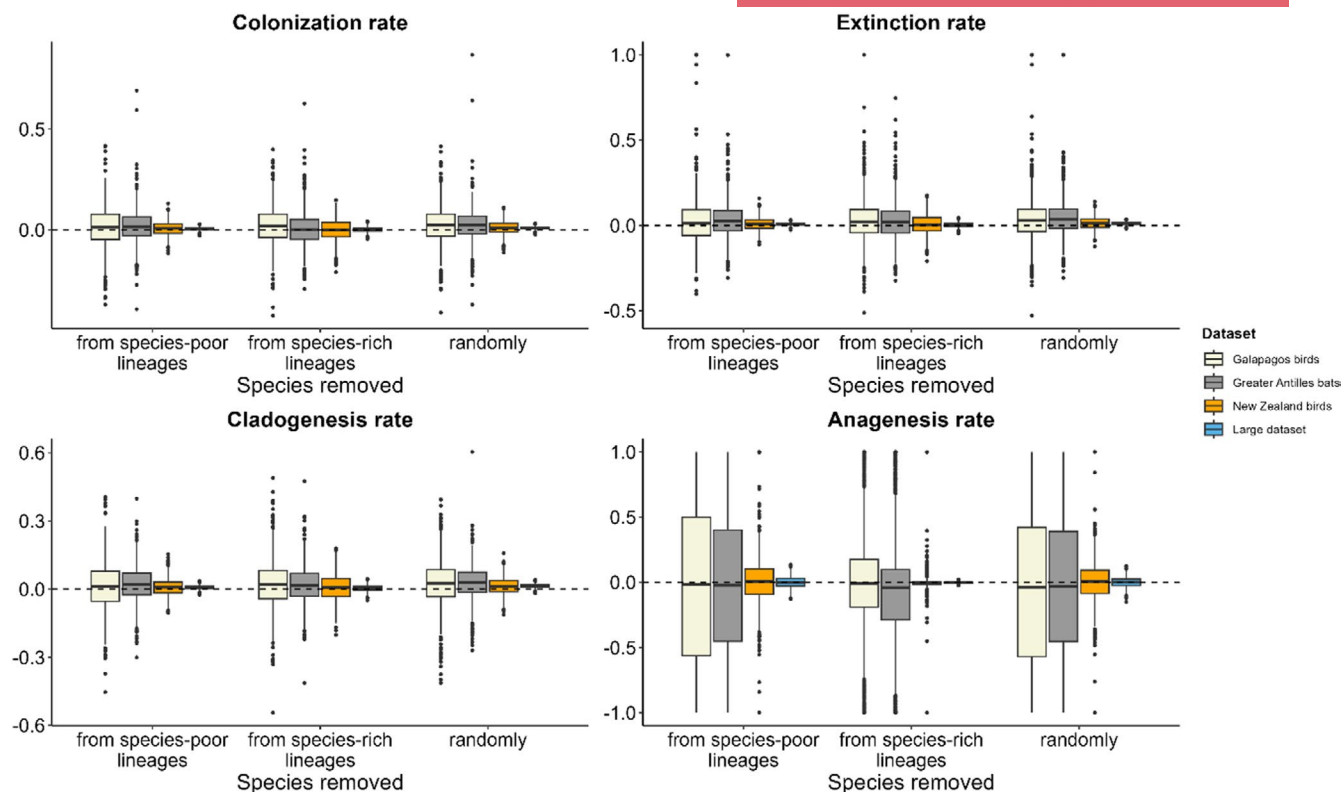 Colonization rate
0.5
0.0
from species-poor
lineages
from species-rich
lineages
randomly
Species removed
Extinction rate
1.0
0.5
0.0
-0.5
from species-poor
lineages
from species-rich
lineages
randomly
Species removed
Cladogenesis rate
0.6
0.3
0.0
-0.3
-0.6
from species-poor
lineages
from species-rich
lineages
randomly
Species removed
Anagenesis rate
1.0
0.5
0.0
-0.5
-1.0
from species-poor
lineages
from species-rich
lineages
randomly
Species removed
Dataset
Galapagos birds
Greater Antilles bats
New Zealand birds
Large dataset